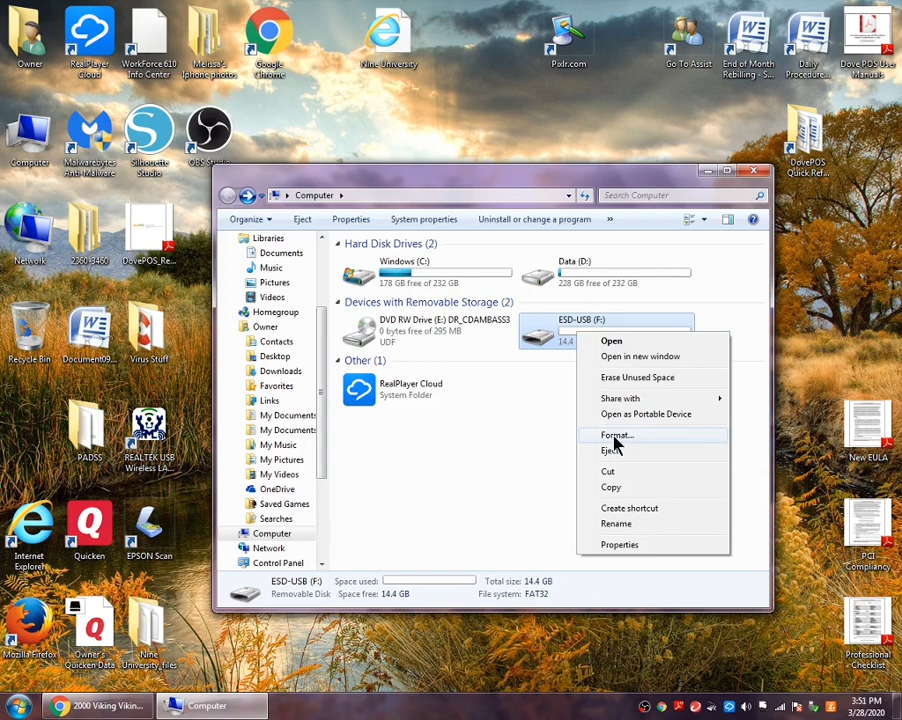 Owner
RealPlayer
Cloud
WorkForce 610
Info Center
Melissa's
Iphone photos
Google
Chrome
Nine University
Pixlr.com
Go To Assist
End of Month
Rebilling - S...
Daily
Procedure...
Dove POS User
Manuals
Computer
Malwarebytes
Anti-Malware
Silhouette
Studio
OBS Studio
DovePOS
Quick Ref...
Network
2360-3460
DovePOS_Re...
Recycle Bin
Document09...
Virus Stuff
PADSS
REALTEK USB
Wireless LA...
New EULA
Internet
Explorer
Quicken
EPSON Scan
PCI
Compliancy
Mozilla Firefox
Owner's
Quicken Data
Nine
University_files
Professional
Checklist
Computer
Search Computer
Organize
Eject
Properties
System properties
Uninstall or change a program
»
Libraries
Documents
Music
Pictures
Videos
Homegroup
Owner
Contacts
Desktop
Downloads
Favorites
Links
My Documents
My Documents
My Music
My Pictures
My Videos
OneDrive
Saved Games
Searches
Computer
Network
Control Panel
Hard Disk Drives (2)
Windows (C:)
178 GB free of 232 GB
Data (D:)
228 GB free of 232 GB
Devices with Removable Storage (2)
DVD RW Drive (E:) DR_CDAMBASS3
0 bytes free of 295 MB
UDF
ESD-USB (F:)
14.4
Other (1)
RealPlayer Cloud
System Folder
Open
Open in new window
Erase Unused Space
Share with
Open as Portable Device
Format...
Eject
Cut
Copy
Create shortcut
Rename
Properties
ESD-USB (F:)
Space used:
Total size: 14.4 GB
Removable Disk
Space free: 14.4 GB
File system: FAT32
2000 Viking Vikin...
Computer
3:51 PM
3/28/2020